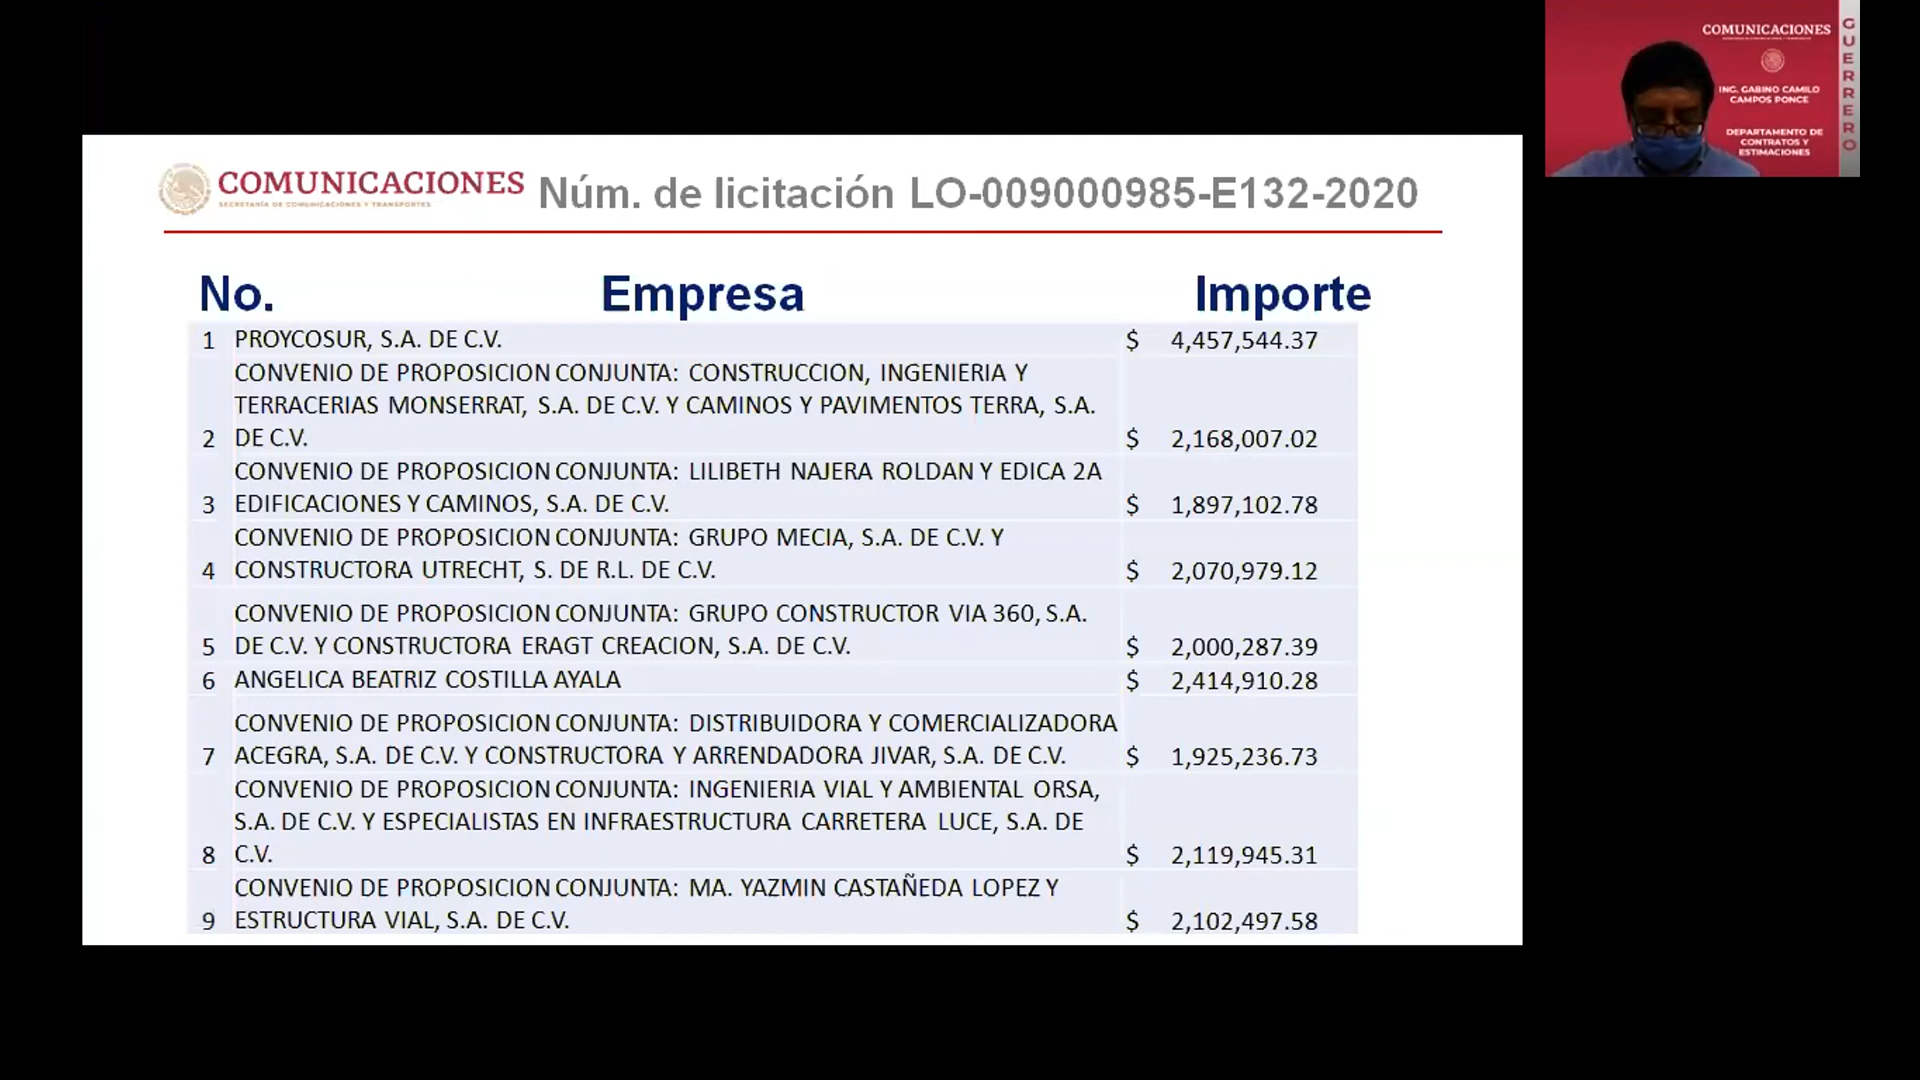 COMUNICACIONES
SECRETARÍA DE COMUNICACIONES Y TRANSPORTES
Núm. de licitación LO-009000985-E132-2020
No. Empresa Importe
1 PROYCOSUR, S.A. DE C.V. $ 4,457,544.37
CONVENIO DE PROPOSICION CONJUNTA: CONSTRUCCION, INGENIERIA Y
TERRACERIAS MONSERRAT, S.A. DE C.V. Y CAMINOS Y PAVIMENTOS TERRA, S.A.
2 DE C.V. $ 2,168,007.02
CONVENIO DE PROPOSICION CONJUNTA: LILIBETH NAJERA ROLDAN Y EDICA 2A
3 EDIFICACIONES Y CAMINOS, S.A. DE C.V. $ 1,897,102.78
CONVENIO DE PROPOSICION CONJUNTA: GRUPO MECIA, S.A. DE C.V. Y
4 CONSTRUCTORA UTRECHT, S. DE R.L. DE C.V. $ 2,070,979.12
CONVENIO DE PROPOSICION CONJUNTA: GRUPO CONSTRUCTOR VIA 360, S.A.
5 DE C.V. Y CONSTRUCTORA ERAGT CREACION, S.A. DE C.V. $ 2,000,287.39
6 ANGELICA BEATRIZ COSTILLA AYALA $ 2,414,910.28
CONVENIO DE PROPOSICION CONJUNTA: DISTRIBUIDORA Y COMERCIALIZADORA
7 ACEGRA, S.A. DE C.V. Y CONSTRUCTORA Y ARRENDADORA JIVAR, S.A. DE C.V. $ 1,925,236.73
CONVENIO DE PROPOSICION CONJUNTA: INGENIERIA VIAL Y AMBIENTAL ORSA,
S.A. DE C.V. Y ESPECIALISTAS EN INFRAESTRUCTURA CARRETERA LUCE, S.A. DE
8 C.V. $ 2,119,945.31
CONVENIO DE PROPOSICION CONJUNTA: MA. YAZMIN CASTAÑEDA LOPEZ Y
9 ESTRUCTURA VIAL, S.A. DE C.V. $ 2,102,497.58
COMUNICACIONES
ING. GABINO CAMILO
CAMPOS PONCE
DEPARTAMENTO DE
CONTRATOS Y
ESTIMACIONES
GUERRERO